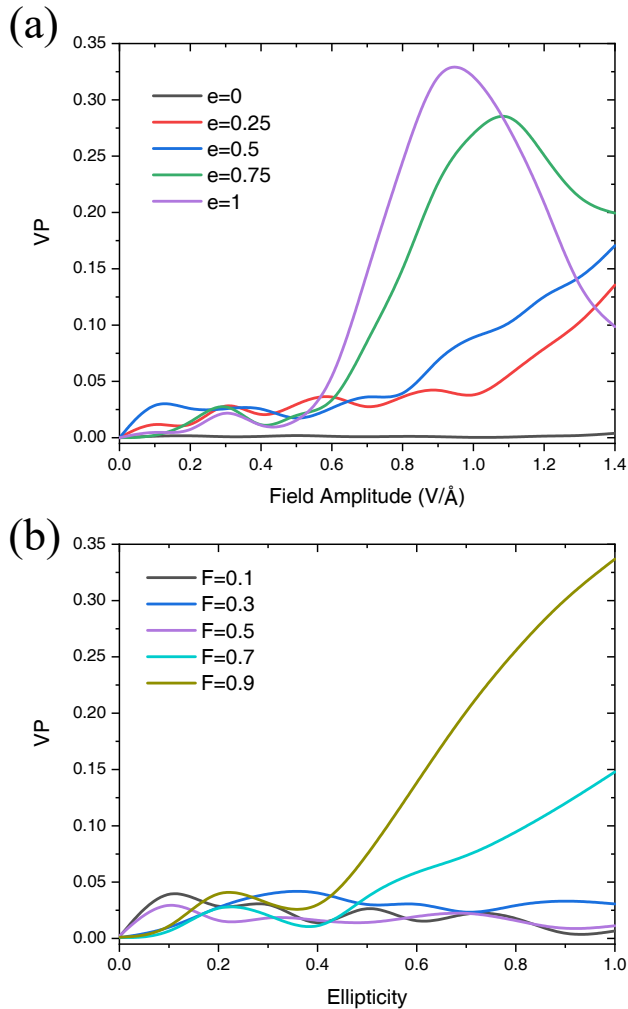 (a)
0.35
0.30
0.25
0.20
0.15
0.10
0.05
0.00
VP
e=0
e=0.25
e=0.5
e=0.75
e=1
0.0 0.2 0.4 0.6 0.8 1.0 1.2 1.4
Field Amplitude (V/Å)
(b)
0.35
0.30
0.25
0.20
0.15
0.10
0.05
0.00
VP
F=0.1
F=0.3
F=0.5
F=0.7
F=0.9
0.0 0.2 0.4 0.6 0.8 1.0
Ellipticity